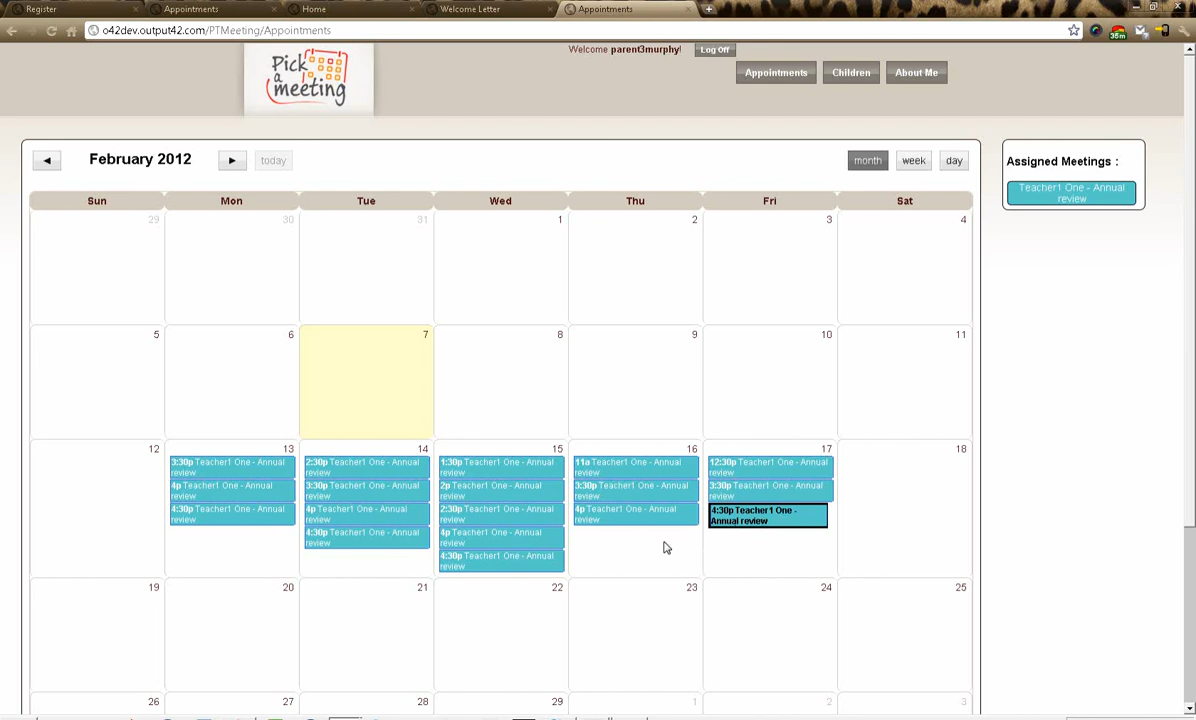 Register
Appointments
Home
Welcome Letter
Appointments
o42dev.output42.com/PTMeeting/Appointments
35m
Pick
a
meeting
Welcome parent3murphy!
Log Off
Appointments
Children
About Me
February 2012
today
month
week
day
Assigned Meetings :
Teacher1 One - Annual
review
Sun Mon Tue Wed Thu Fri Sat
29 30 31 1 2 3 4
5 6 7 8 9 10 11
12 13 14 15 16 17 18
3:30p Teacher1 One - Annual
review
4p Teacher1 One - Annual
review
4:30p Teacher1 One - Annual
review
2:30p Teacher1 One - Annual
review
3:30p Teacher1 One - Annual
review
4p Teacher1 One - Annual
review
4:30p Teacher1 One - Annual
review
1:30p Teacher1 One - Annual
review
2p Teacher1 One - Annual
review
2:30p Teacher1 One - Annual
review
4p Teacher1 One - Annual
review
4:30p Teacher1 One - Annual
review
11a Teacher1 One - Annual
review
3:30p Teacher1 One - Annual
review
4p Teacher1 One - Annual
review
12:30p Teacher1 One - Annual
review
3:30p Teacher1 One - Annual
review
4:30p Teacher1 One -
Annual review
19 20 21 22 23 24 25
26 27 28 29 1 2 3